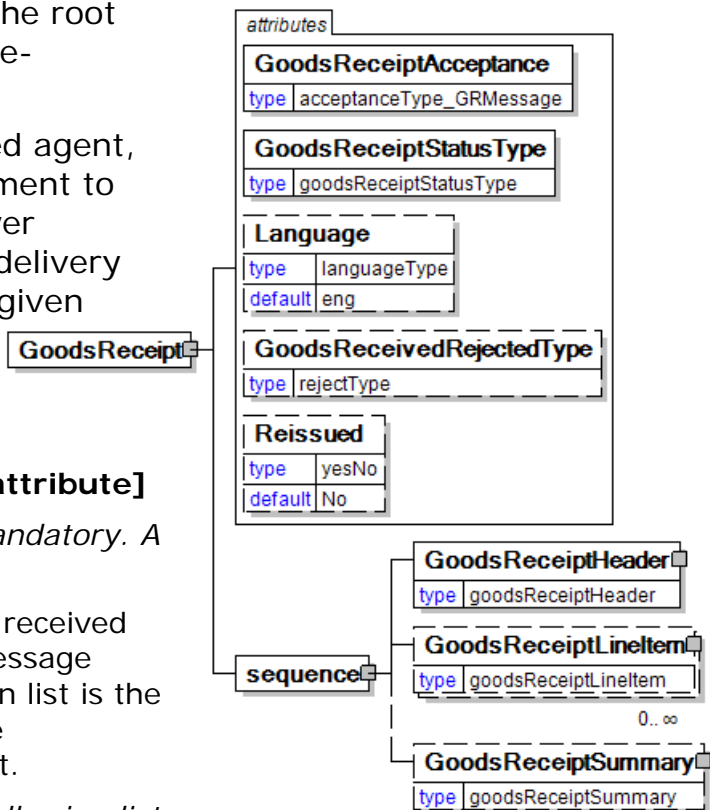 he root
e-
ed agent,
ment to
er
delivery
given
attribute]
andatory. A
received
essage
n list is the
e
t.
attributes
GoodsReceiptAcceptance
type acceptanceType_GRMessage
GoodsReceiptStatusType
type goodsReceiptStatusType
Language
type languageType
default eng
GoodsReceipt
GoodsReceivedRejectedType
type rejectType
Reissued
type yesNo
default No
sequence
GoodsReceiptHeader
type goodsReceiptHeader
GoodsReceiptLineItem
type goodsReceiptLineItem
0.. ∞
GoodsReceiptSummary
type goodsReceiptSummary